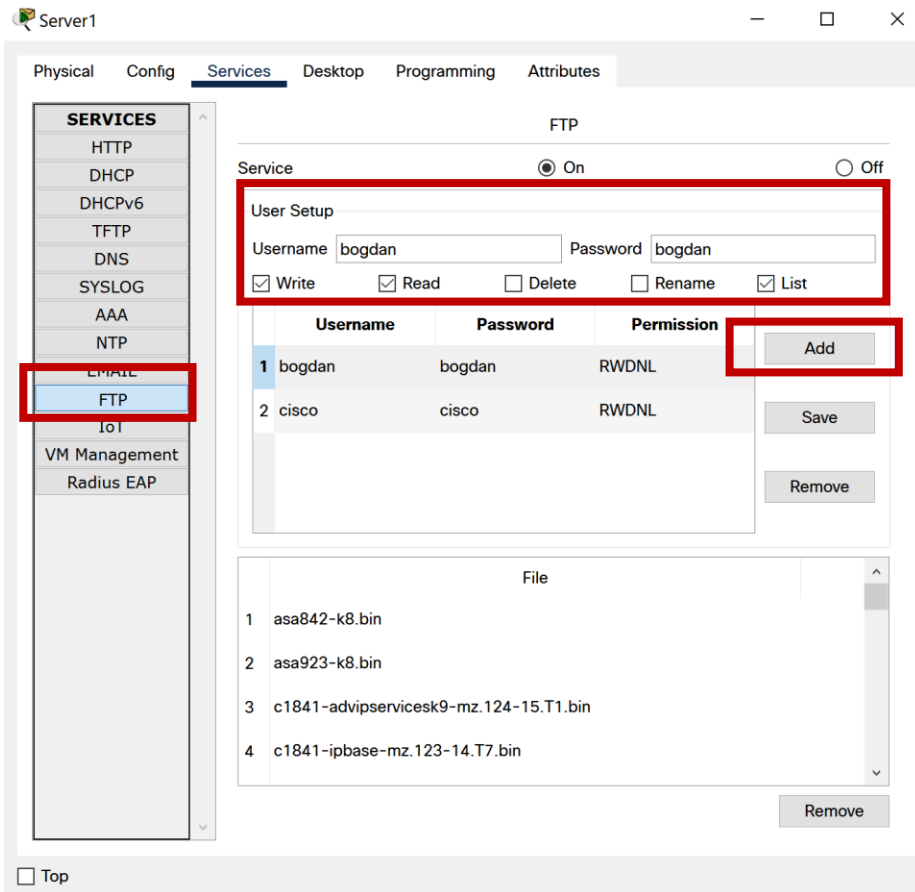 Server1
Physical Config Services Desktop Programming Attributes
SERVICES
HTTP
DHCP
DHCPv6
TFTP
DNS
SYSLOG
AAA
NTP
EMAIL
FTP
IoT
VM Management
Radius EAP
FTP
Service On Off
User Setup
Username bogdan Password bogdan
Write Read Delete Rename List
Username Password Permission
1 bogdan bogdan RWDNL
2 cisco cisco RWDNL
Add
Save
Remove
File
1 asa842-k8.bin
2 asa923-k8.bin
3 c1841-advipservicesk9-mz.124-15.T1.bin
4 c1841-ipbase-mz.123-14.T7.bin
Remove
Top